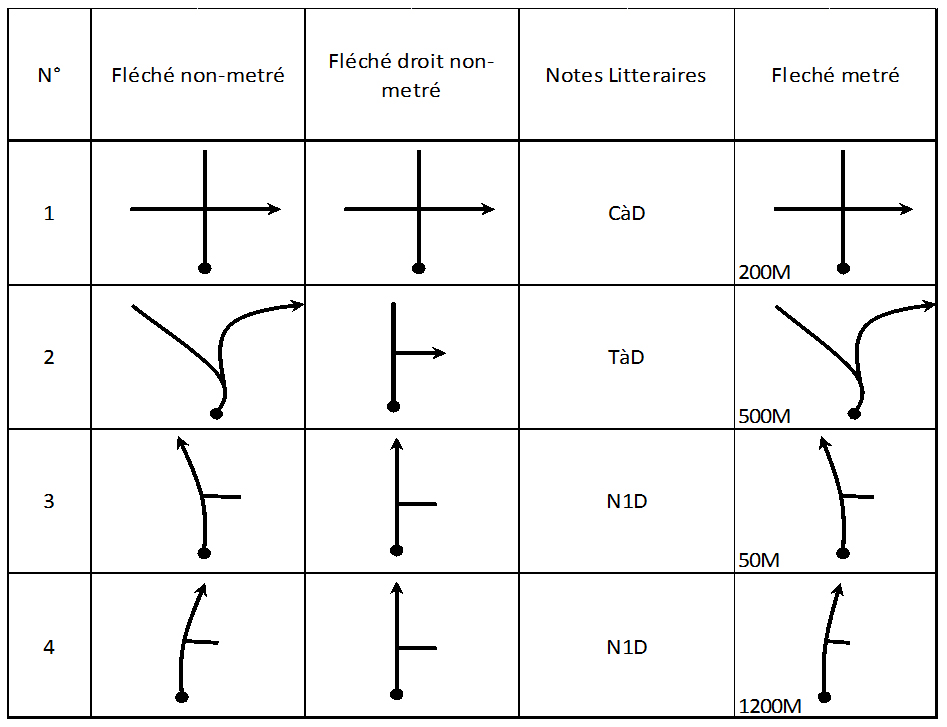 N°
Fléché non-metré
Fléché droit non-
metré
Notes Litteraires
Fleché metré
1
CàD
200M
2
TàD
500M
3
N1D
50M
4
N1D
1200M